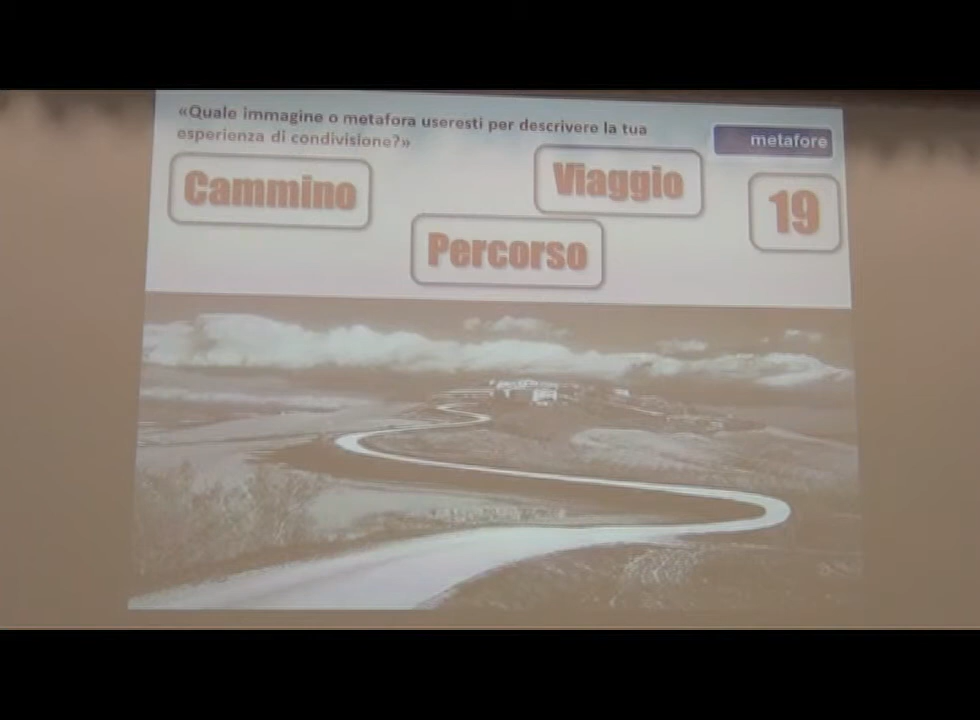 «Quale immagine o metafora useresti per descrivere la tua
esperienza di condivisione?»
metafore
Cammino
Viaggio
19
Percorso